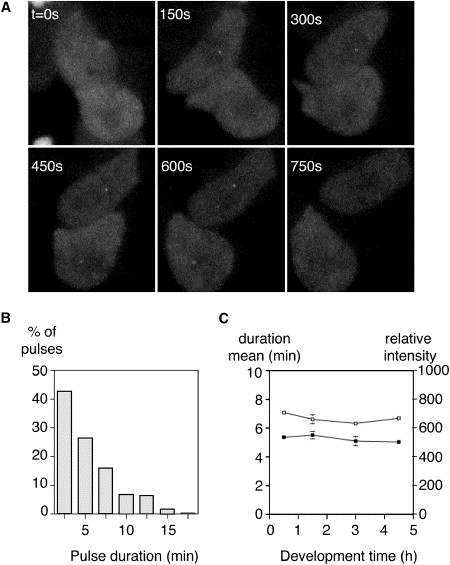 A
t=0s
150s
300s
450s
600s
750s
B
% of
pulses
50
40
30
20
10
0
5
10
15
Pulse duration (min)
C
duration
mean (min)
relative
intensity
10
8
6
4
2
0
1000
800
600
400
200
0
0
1
2
3
4
5
Development time (h)